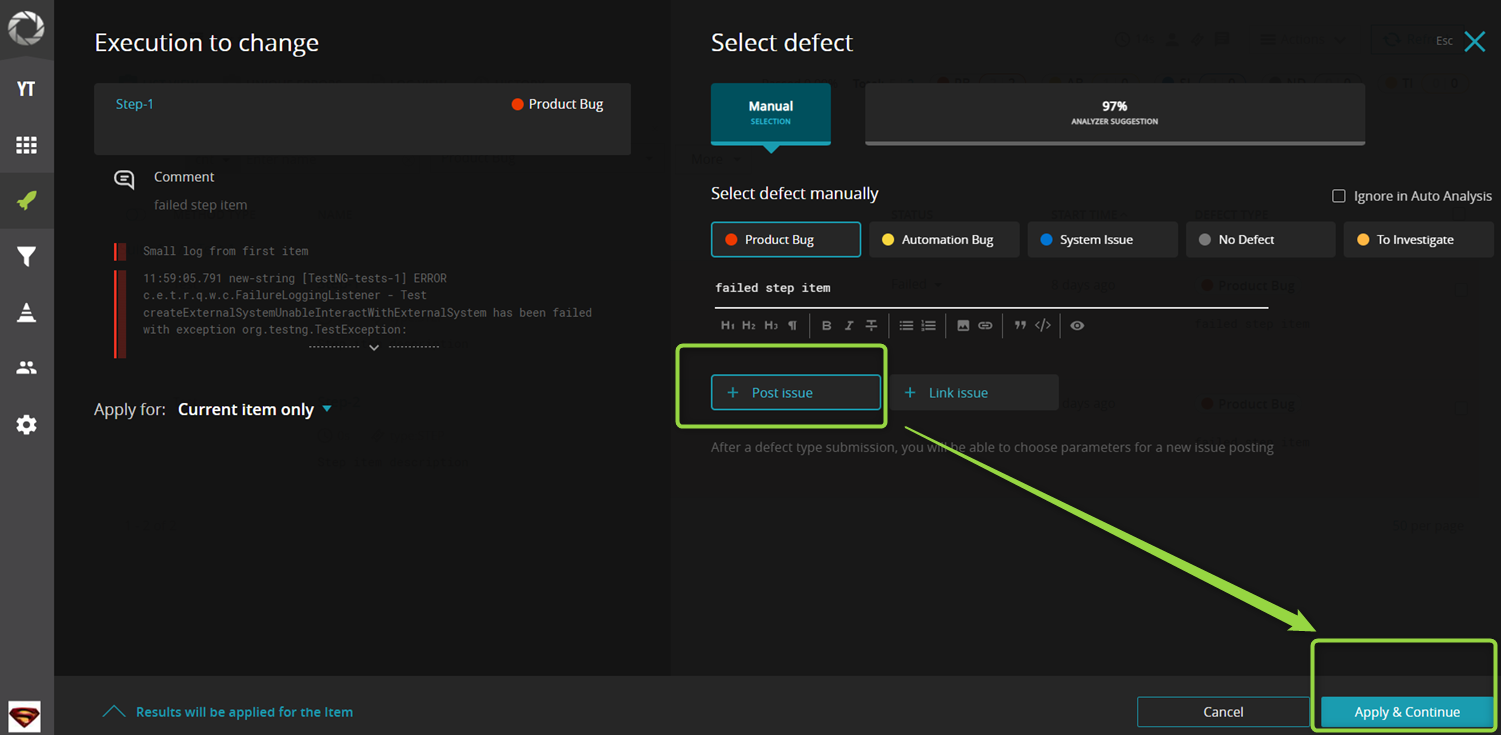 Execution to change
Select defect
Esc
YT
Step-1
Product Bug
Manual
SELECTION
97%
ANALYZER SUGGESTION
Comment
failed step item
Select defect manually
Ignore in Auto Analysis
Product Bug
Automation Bug
System Issue
No Defect
To Investigate
Small log from first item
11:59:05.791 new-string [TestNG-tests-1] ERROR
c.e.t.r.q.w.c.FailureLoggingListener - Test
createExternalSystemUnableInteractWithExternalSystem has been failed
with exception org.testng.TestException:
failed step item
H1 H2 H3 ¶ B I T
Post issue
Link issue
Apply for: Current item only
After a defect type submission, you will be able to choose parameters for a new issue posting
Results will be applied for the Item
Cancel
Apply & Continue